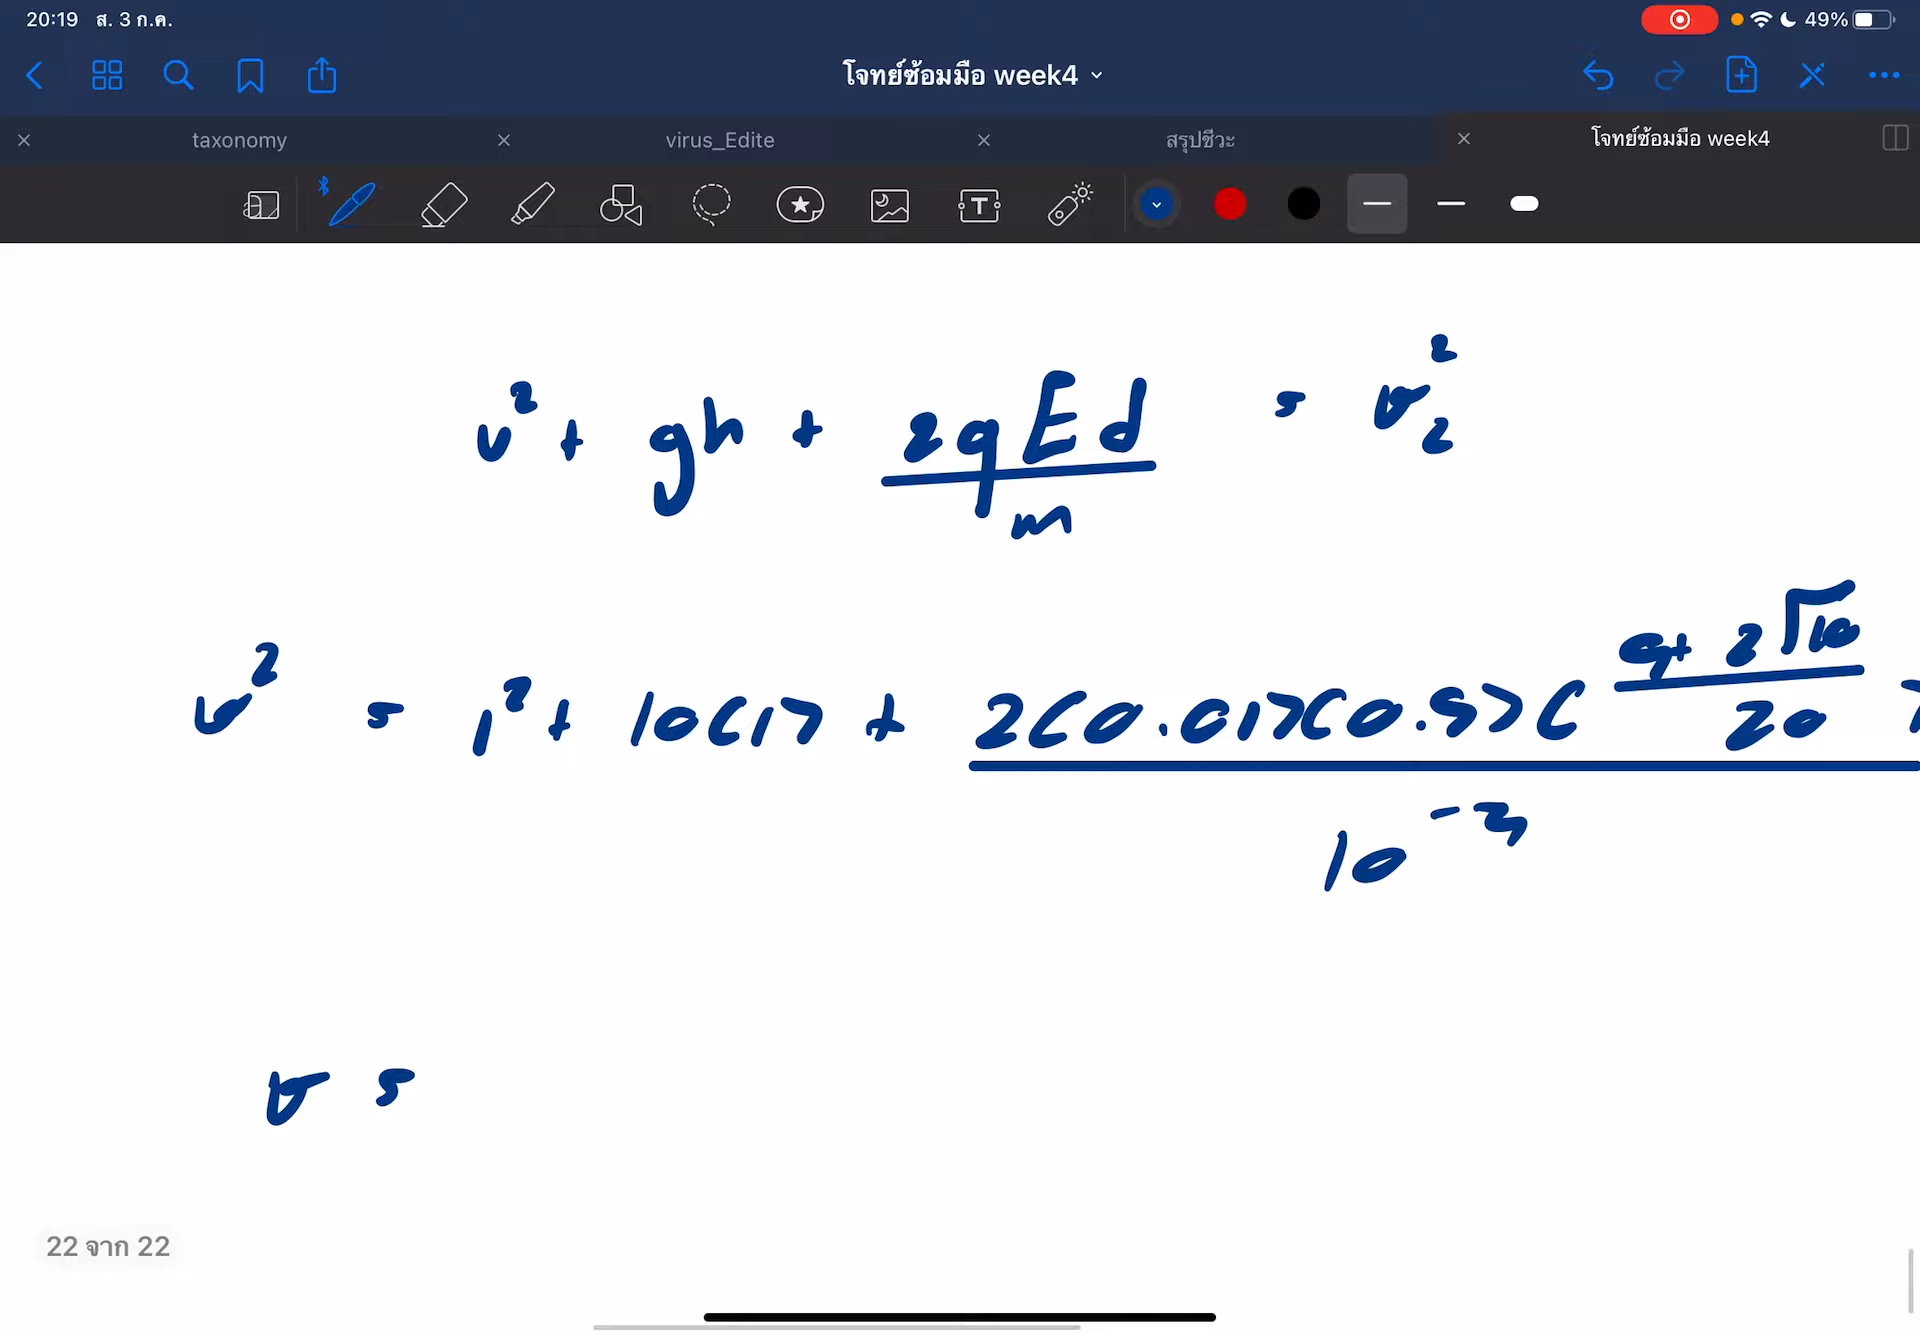 20:19 ส. 3 ก.ค. 49%
โจทย์ซ้อมมือ week4
taxonomy virus_Edite สรุปชีวะ โจทย์ซ้อมมือ week4
v² + gh + 2qEd/m = v₂²
v² = 1² + 10(1) + 2(0.01)(0.5)(9+2√10/20)/10⁻³
v =
22 จาก 22